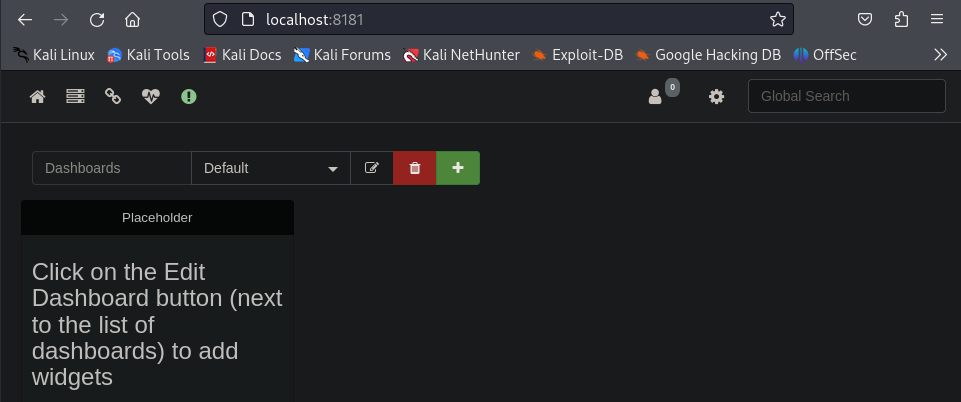 localhost:8181
Kali Linux Kali Tools Kali Docs Kali Forums Kali NetHunter Exploit-DB Google Hacking DB OffSec
0 Global Search
Dashboards Default
Placeholder
Click on the Edit
Dashboard button (next
to the list of
dashboards) to add
widgets